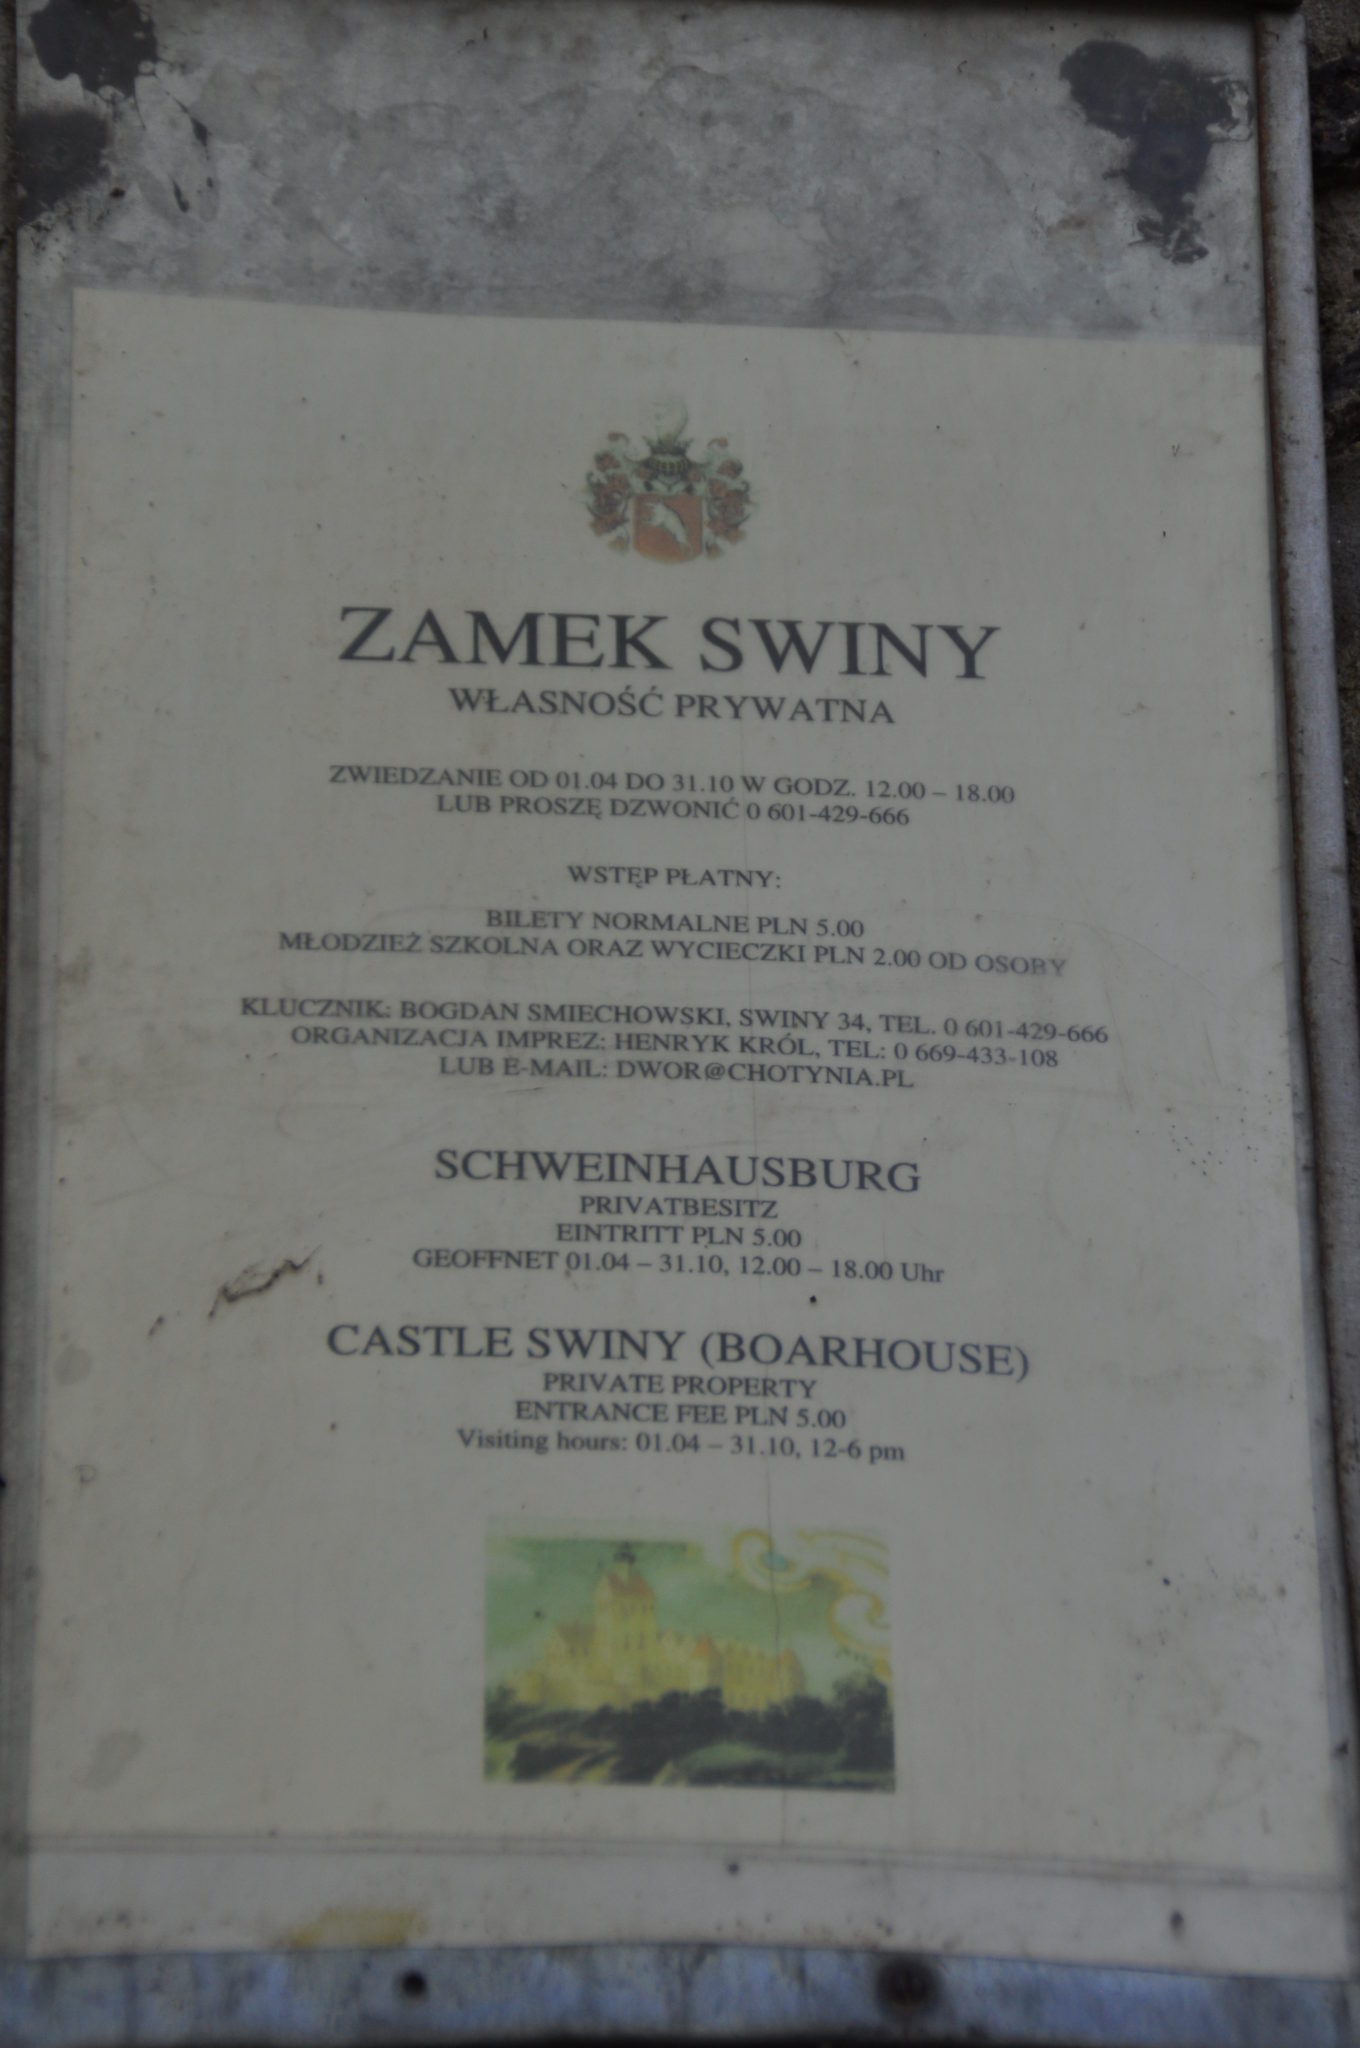 ZAMEK SWINY
WŁASNOŚĆ PRYWATNA
ZWIEDZANIE OD 01.04 DO 31.10 W GODZ. 12.00 – 18.00
LUB PROSZĘ DZWONIĆ 0 601-429-666
WSTĘP PŁATNY:
BILETY NORMALNE PLN 5.00
MŁODZIEŻ SZKOLNA ORAZ WYCIECZKI PLN 2.00 OD OSOBY
KLUCZNIK: BOGDAN SMIECHOWSKI, SWINY 34, TEL. 0 601-429-666
ORGANIZACJA IMPREZ: HENRYK KRÓL, TEL: 0 669-433-108
LUB E-MAIL: DWOR@CHOTYNIA.PL
SCHWEINHAUSBURG
PRIVATBESITZ
EINTRITT PLN 5.00
GEOFFNET 01.04 – 31.10, 12.00 – 18.00 Uhr
CASTLE SWINY (BOARHOUSE)
PRIVATE PROPERTY
ENTRANCE FEE PLN 5.00
Visiting hours: 01.04 – 31.10, 12-6 pm